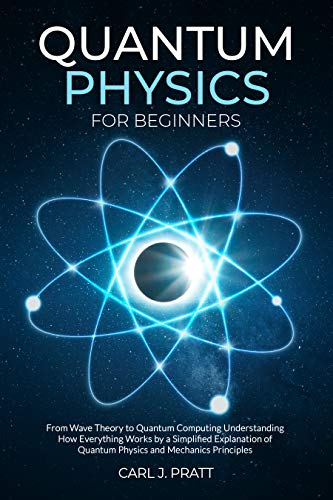 QUANTUM
PHYSICS
FOR BEGINNERS
From Wave Theory to Quantum Computing Understanding
How Everything Works by a Simplified Explanation of
Quantum Physics and Mechanics Principles
CARL J. PRATT